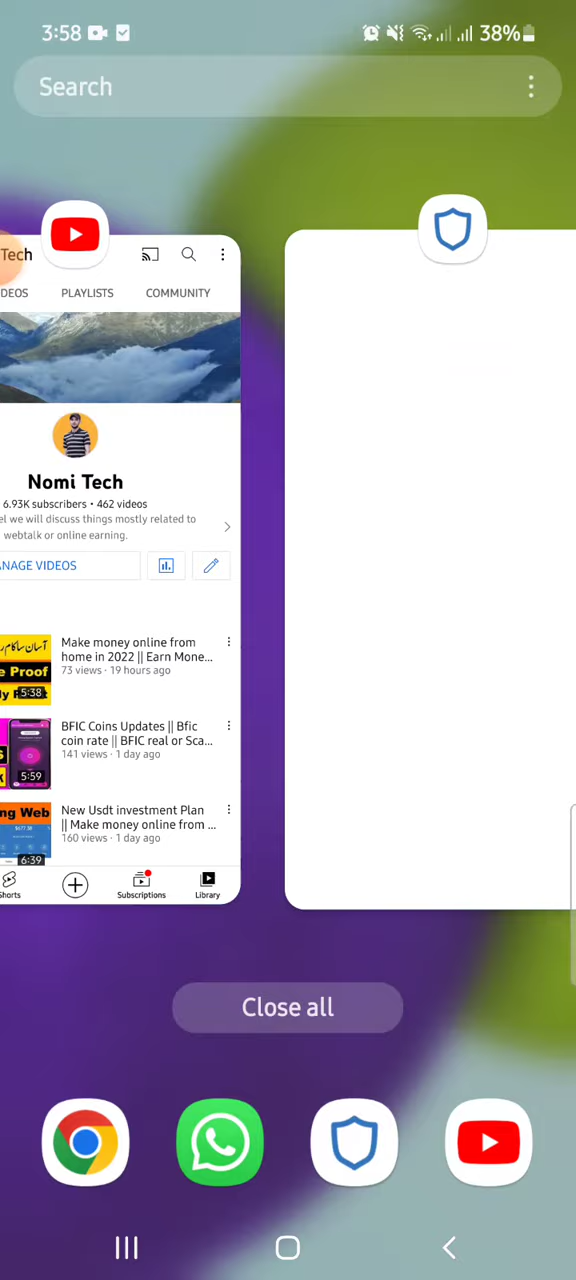 3:58
38%
Search
Tech
DEOS
PLAYLISTS
COMMUNITY
Nomi Tech
6.93K subscribers • 462 videos
el we will discuss things mostly related to
webtalk or online earning.
ANAGE VIDEOS
آسان سا کام
Make money online from
home in 2022 || Earn Mone...
73 views · 19 hours ago
e Proof
5:38
BFIC Coins Updates || Bfic
coin rate || BFIC real or Sca...
141 views · 1 day ago
5:59
ng Web
New Usdt investment Plan
|| Make money online from ...
160 views · 1 day ago
6:39
Shorts
Subscriptions
Library
Close all